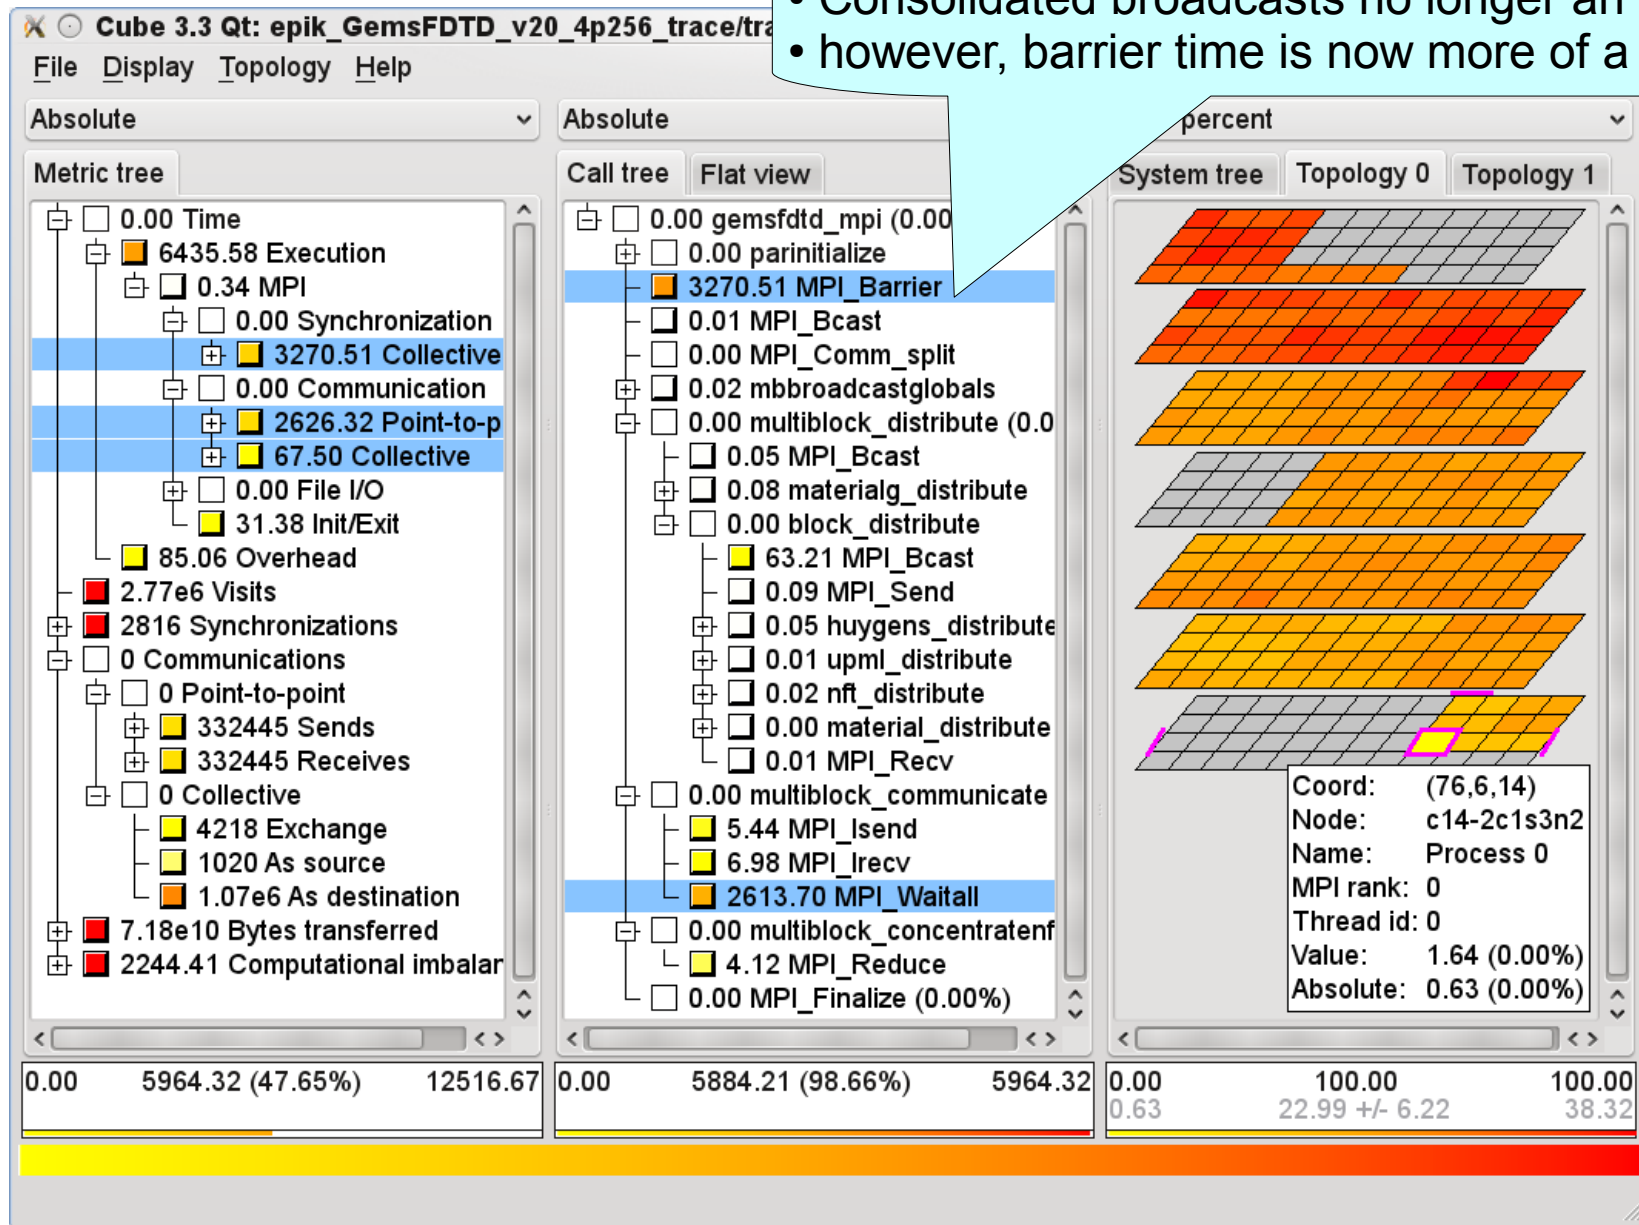 • Consolidated broadcasts no longer an
• however, barrier time is now more of a
Cube 3.3 Qt: epik_GemsFDTD_v20_4p256_trace/tra
File Display Topology Help
Absolute
Absolute
percent
Metric tree
Call tree Flat view
System tree Topology 0 Topology 1
0.00 Time
6435.58 Execution
0.34 MPI
0.00 Synchronization
3270.51 Collective
0.00 Communication
2626.32 Point-to-p
67.50 Collective
0.00 File I/O
31.38 Init/Exit
85.06 Overhead
2.77e6 Visits
2816 Synchronizations
0 Communications
0 Point-to-point
332445 Sends
332445 Receives
0 Collective
4218 Exchange
1020 As source
1.07e6 As destination
7.18e10 Bytes transferred
2244.41 Computational imbalan
0.00 gemsfdtd_mpi (0.00
0.00 parinitialize
3270.51 MPI_Barrier
0.01 MPI_Bcast
0.00 MPI_Comm_split
0.02 mbbroadcastglobals
0.00 multiblock_distribute (0.0
0.05 MPI_Bcast
0.08 materialg_distribute
0.00 block_distribute
63.21 MPI_Bcast
0.09 MPI_Send
0.05 huygens_distribute
0.01 upml_distribute
0.02 nft_distribute
0.00 material_distribute
0.01 MPI_Recv
0.00 multiblock_communicate
5.44 MPI_Isend
6.98 MPI_Irecv
2613.70 MPI_Waitall
0.00 multiblock_concentratenf
4.12 MPI_Reduce
0.00 MPI_Finalize (0.00%)
Coord: (76,6,14)
Node: c14-2c1s3n2
Name: Process 0
MPI rank: 0
Thread id: 0
Value: 1.64 (0.00%)
Absolute: 0.63 (0.00%)
0.00 5964.32 (47.65%) 12516.67
0.00 5884.21 (98.66%) 5964.32
0.00 100.00 100.00
0.63 22.99 +/- 6.22 38.32